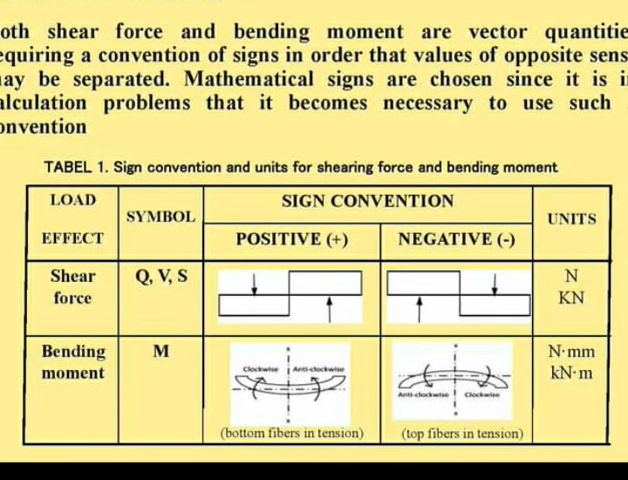 oth shear force and bending moment are vector quantitie
equiring a convention of signs in order that values of opposite sens
ay be separated. Mathematical signs are chosen since it is i
alculation problems that it becomes necessary to use such
onvention
TABEL 1. Sign convention and units for shearing force and bending moment
LOAD EFFECT
SYMBOL
SIGN CONVENTION
UNITS
POSITIVE (+)
NEGATIVE (-)
Shear force
Q, V, S
N
KN
Bending moment
M
Clockwise
Anti-clockwise
(bottom fibers in tension)
Anti-clockwise
Clockwise
(top fibers in tension)
N·mm
kN·m